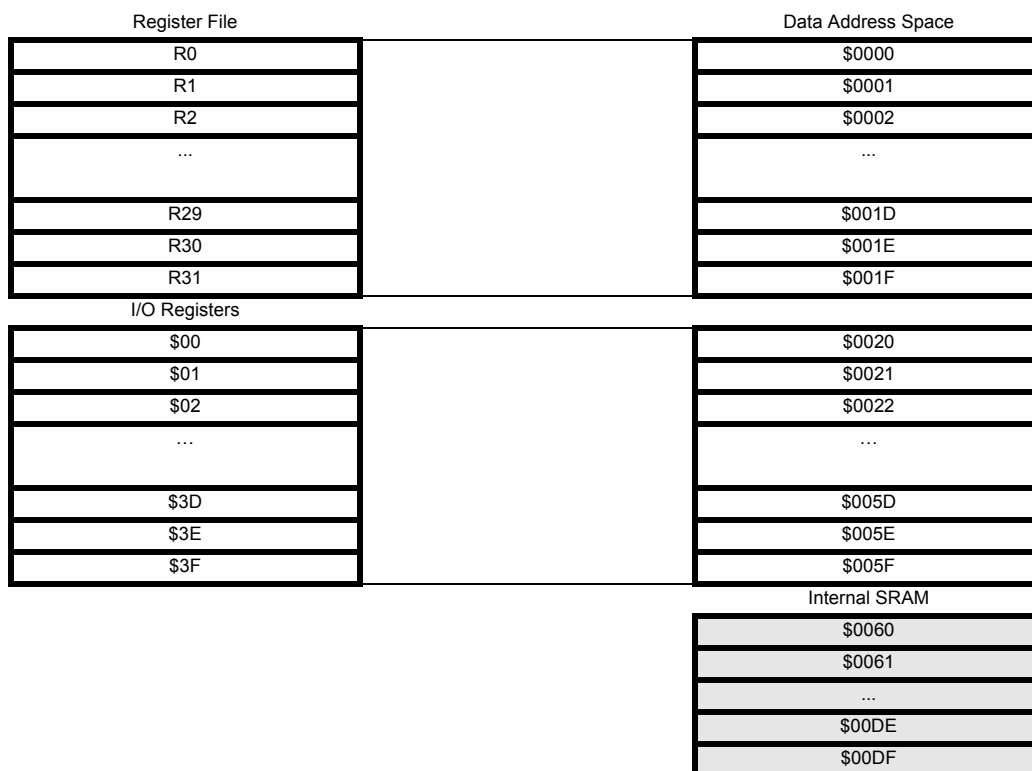 Register File Data Address Space
R0 $0000
R1 $0001
R2 $0002
... ...
R29 $001D
R30 $001E
R31 $001F
I/O Registers
$00 $0020
$01 $0021
$02 $0022
… …
$3D $005D
$3E $005E
$3F $005F
Internal SRAM
$0060
$0061
...
$00DE
$00DF